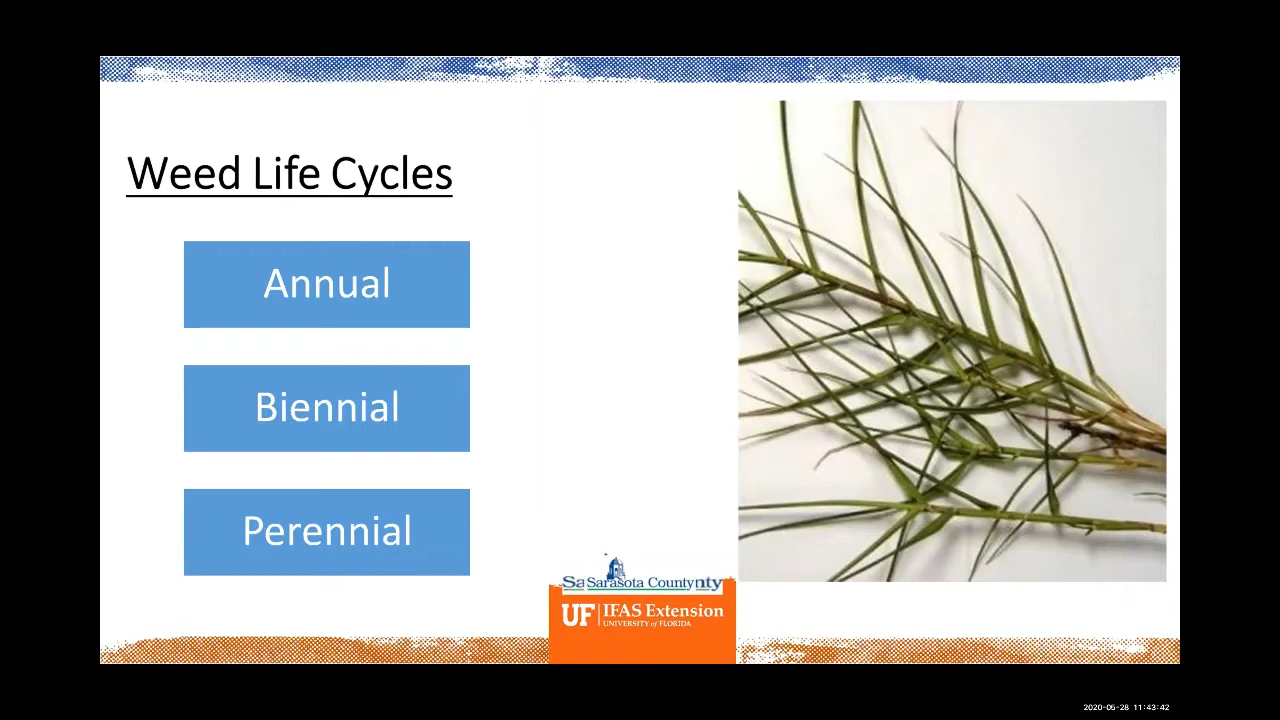 Weed Life Cycles
Annual
Biennial
Perennial
Sarasota County
UF IFAS Extension
UNIVERSITY of FLORIDA
2020-05-28 11:43:42